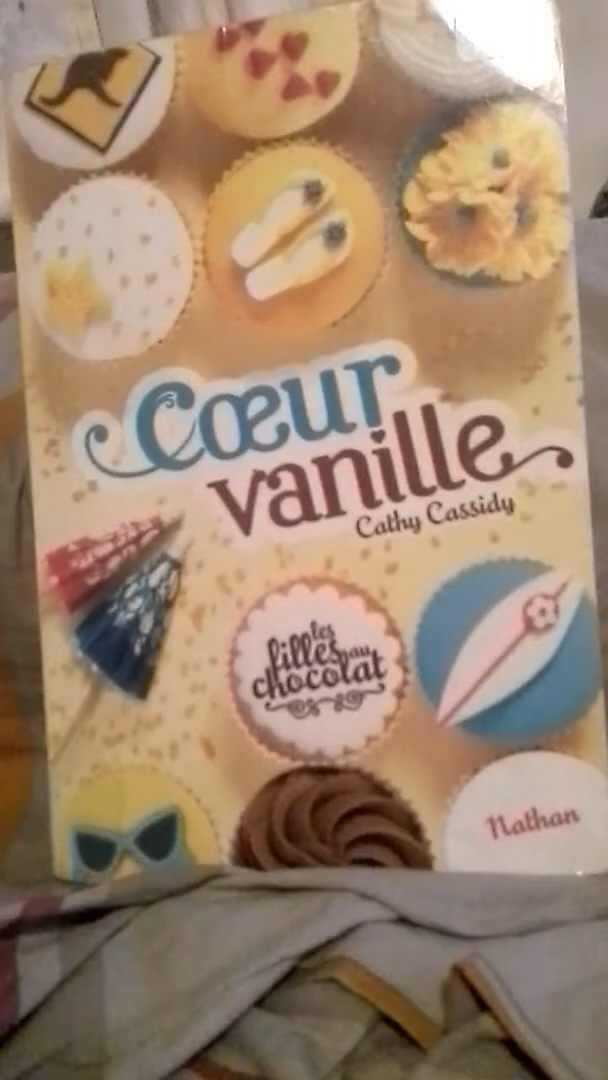 Cœur
vanille
Cathy Cassidy
les
filles au
chocolat
Nathan